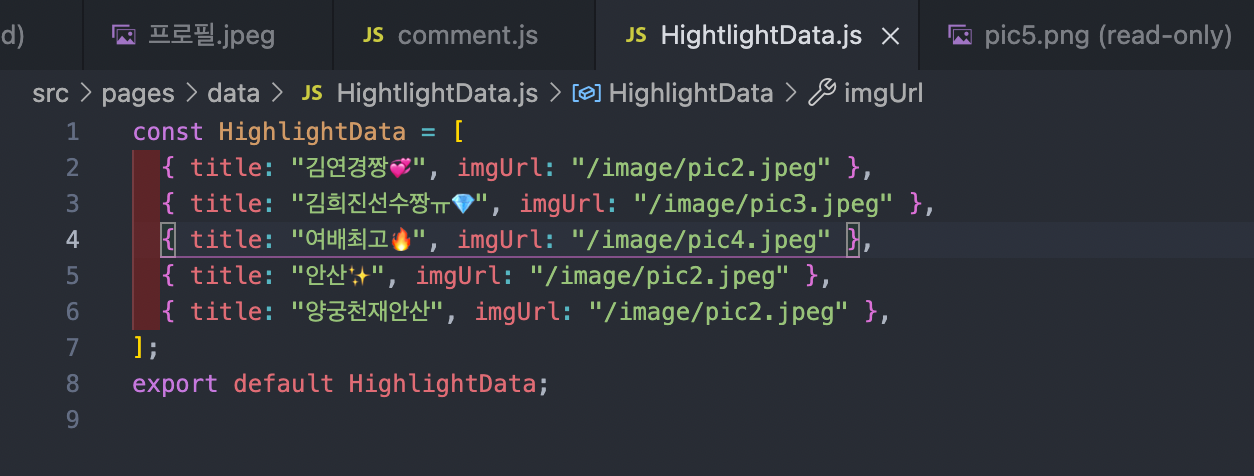 d) 프로필.jpeg JS comment.js JS HightlightData.js × pic5.png (read-only)
src > pages > data > JS HightlightData.js > HighlightData > imgUrl
1 const HighlightData = [
2 { title: "김연경짱💞", imgUrl: "/image/pic2.jpeg" },
3 { title: "김희진선수짱ㅠ💎", imgUrl: "/image/pic3.jpeg" },
4 { title: "여배최고🔥", imgUrl: "/image/pic4.jpeg" },
5 { title: "안산✨", imgUrl: "/image/pic2.jpeg" },
6 { title: "양궁천재안산", imgUrl: "/image/pic2.jpeg" },
7 ];
8 export default HighlightData;
9